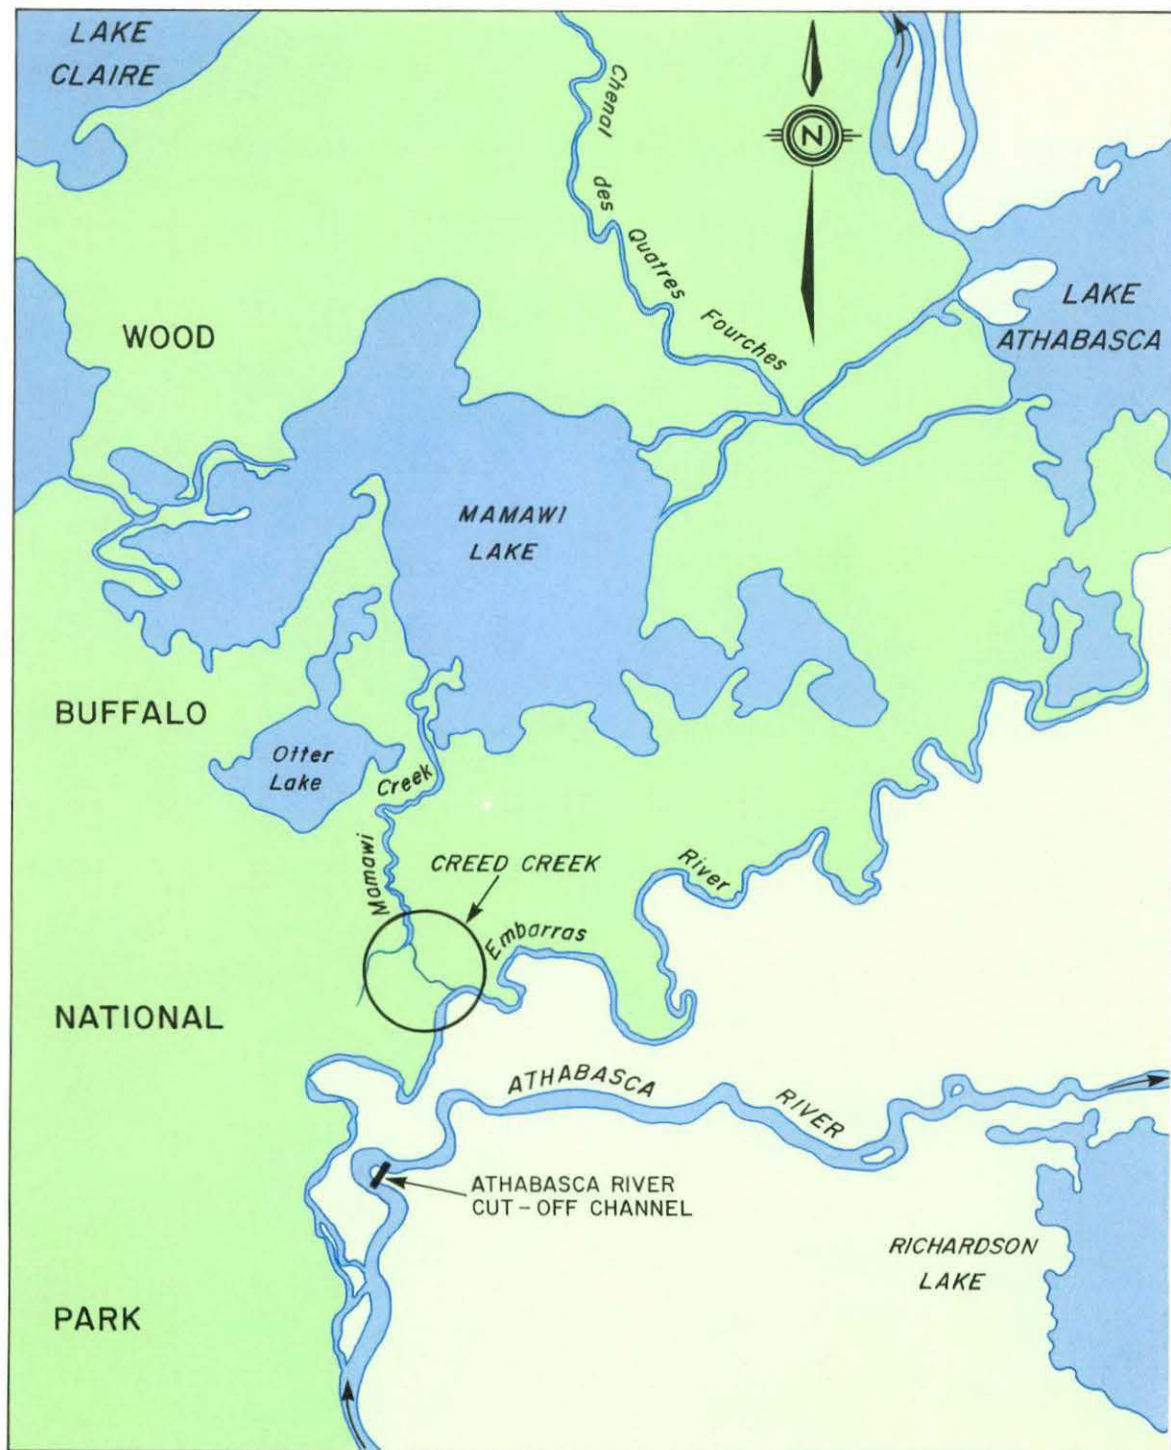 LAKE
CLAIRE
Chenal des Quatres Fourches
N
LAKE
ATHABASCA
WOOD
MAMAWI
LAKE
BUFFALO
Otter
Lake
Mamawi Creek
CREED CREEK
Embarras River
NATIONAL
ATHABASCA RIVER
ATHABASCA RIVER
CUT-OFF CHANNEL
RICHARDSON
LAKE
PARK